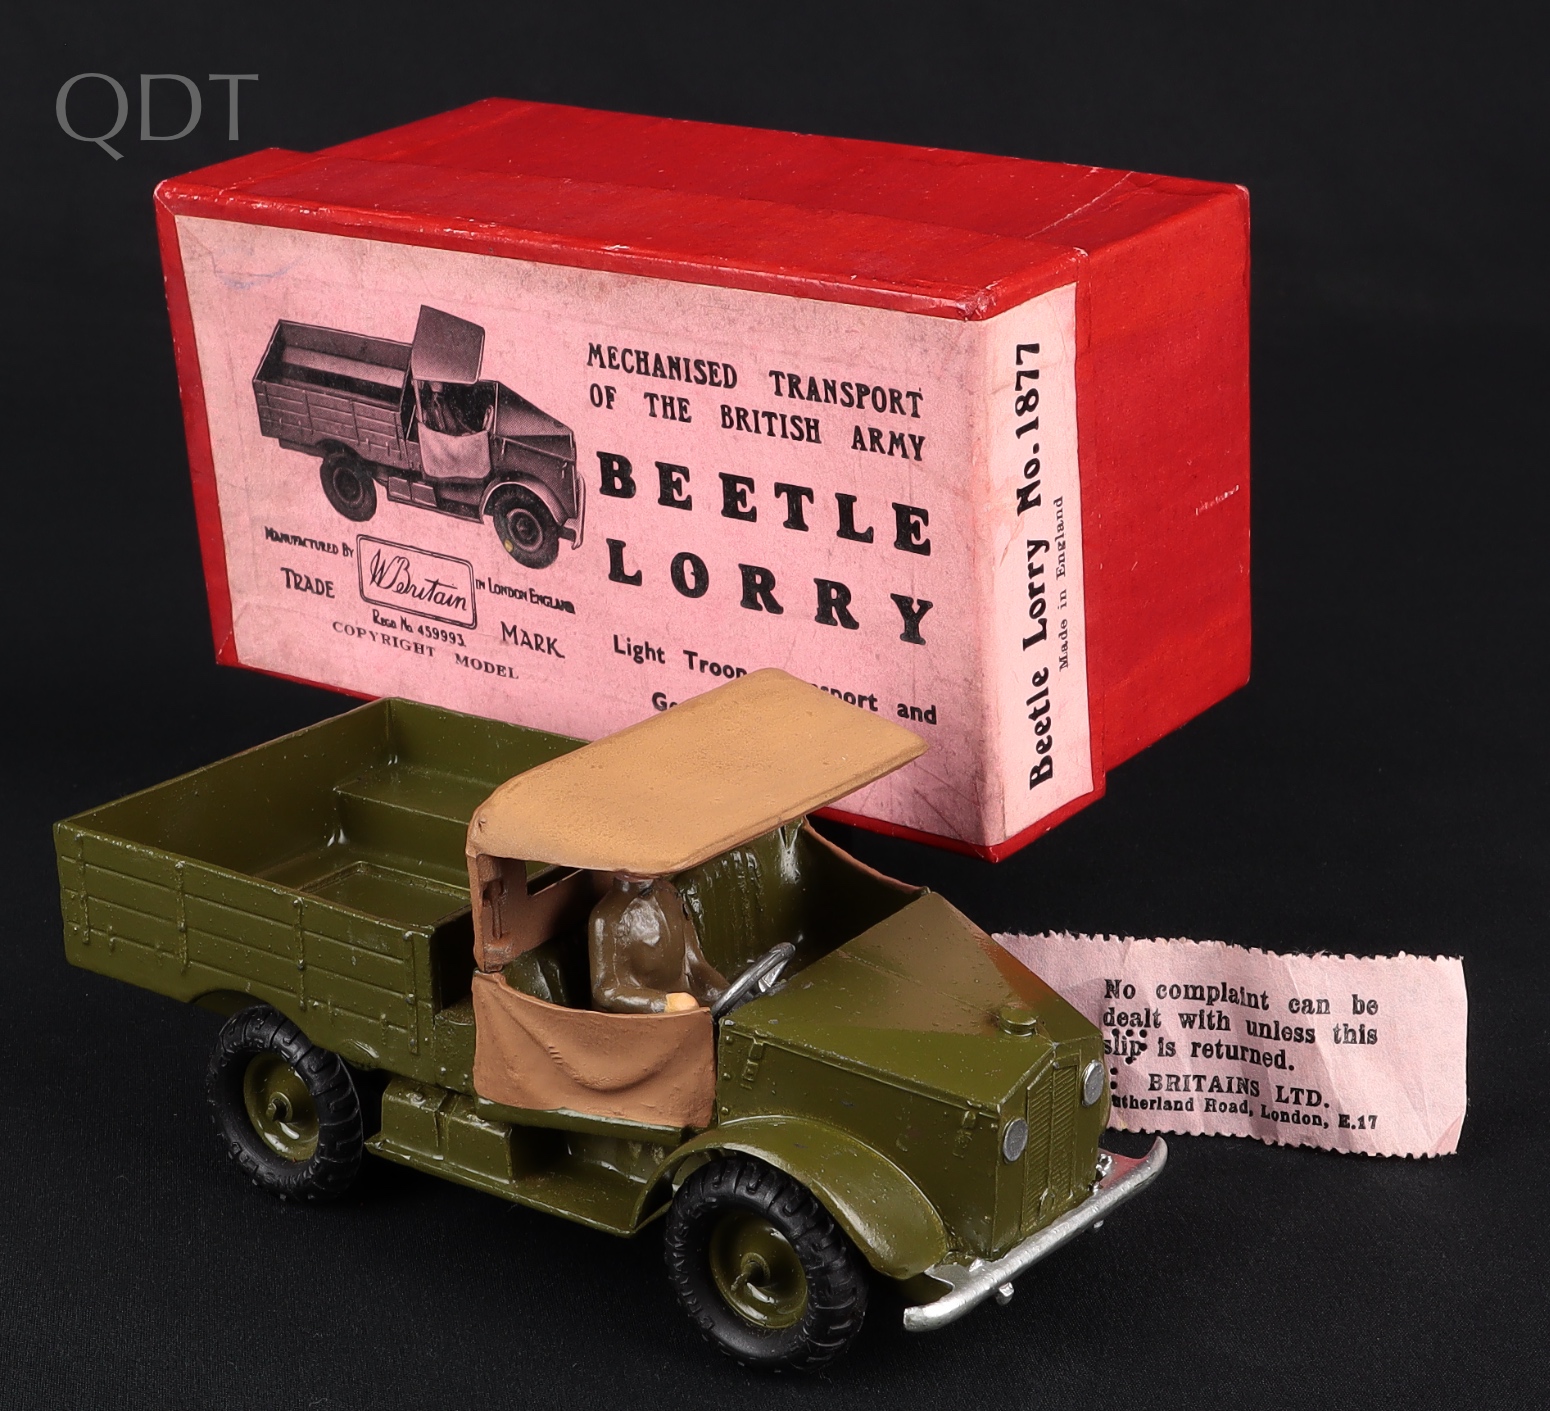 QDT
MECHANISED TRANSPORT
OF THE BRITISH ARMY
BEETLE
LORRY
MANUFACTURED BY W Britain IN LONDON ENGLAND
TRADE MARK
REGD No 459993
COPYRIGHT MODEL
Light Troop
and
Beetle Lorry No. 1877
Made in England
No complaint can be
dealt with unless this
slip is returned.
BRITAINS LTD.
Road, London, E.17